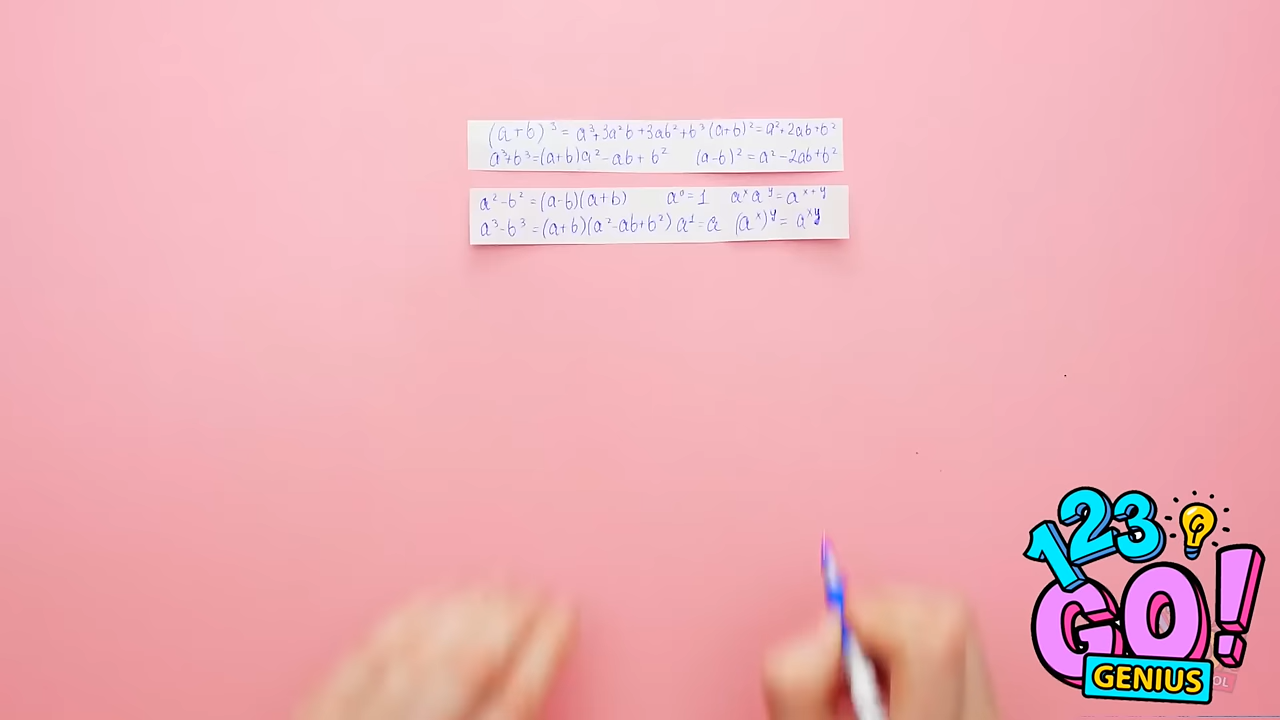 (a+b)³ = a³+3a²b+3ab²+b³ (a+b)²=a²+2ab+b²
a³+b³=(a+b)a²-ab+b² (a-b)²=a²-2ab+b²
a²-b²=(a-b)(a+b) a⁰=1 aˣaʸ=aˣ⁺ʸ
a³-b³=(a+b)(a²-ab+b²) a¹=a (aˣ)ʸ=aˣʸ
123
GO!
GENIUS